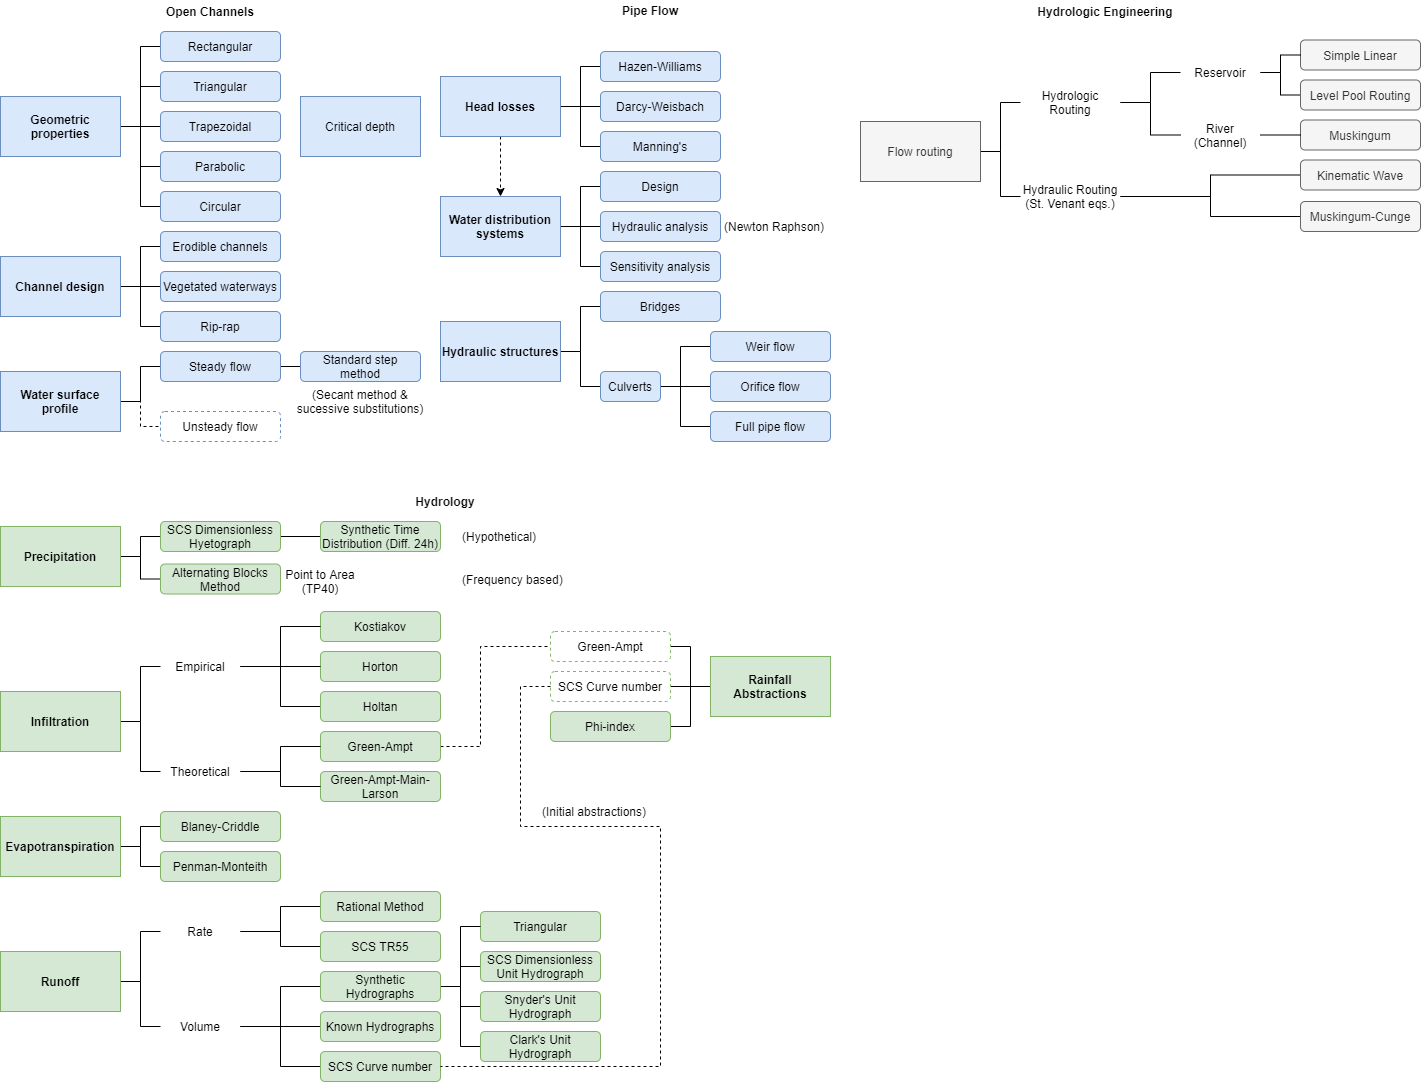 Open Channels
Rectangular
Triangular
Geometric
properties
Trapezoidal
Parabolic
Circular
Critical depth
Channel design
Erodible channels
Vegetated waterways
Rip-rap
Water surface
profile
Steady flow
Standard step
method
(Secant method &
sucessive substitutions)
Unsteady flow
Pipe Flow
Head losses
Hazen-Williams
Darcy-Weisbach
Manning's
Water distribution
systems
Design
Hydraulic analysis
(Newton Raphson)
Sensitivity analysis
Hydraulic structures
Bridges
Culverts
Weir flow
Orifice flow
Full pipe flow
Hydrologic Engineering
Flow routing
Hydrologic
Routing
Reservoir
Simple Linear
Level Pool Routing
River
(Channel)
Muskingum
Hydraulic Routing
(St. Venant eqs.)
Kinematic Wave
Muskingum-Cunge
Hydrology
Precipitation
SCS Dimensionless
Hyetograph
Synthetic Time
Distribution (Diff. 24h)
(Hypothetical)
Alternating Blocks
Method
Point to Area
(TP40)
(Frequency based)
Infiltration
Empirical
Kostiakov
Horton
Holtan
Theoretical
Green-Ampt
Green-Ampt-Main-
Larson
Green-Ampt
SCS Curve number
Phi-index
Rainfall
Abstractions
(Initial abstractions)
Evapotranspiration
Blaney-Criddle
Penman-Monteith
Runoff
Rate
Rational Method
SCS TR55
Volume
Synthetic
Hydrographs
Known Hydrographs
SCS Curve number
Triangular
SCS Dimensionless
Unit Hydrograph
Snyder's Unit
Hydrograph
Clark's Unit
Hydrograph